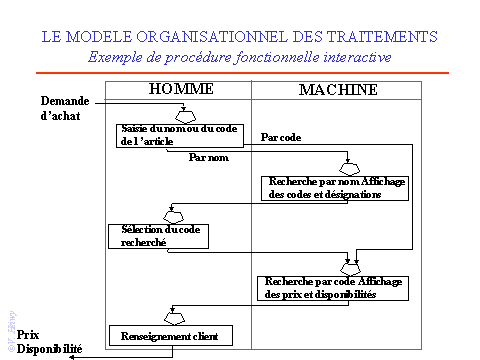 LE MODELE ORGANISATIONNEL DES TRAITEMENTS
Exemple de procédure fonctionnelle interactive
HOMME
MACHINE
Demande
d'achat
Saisie du nom ou du code
de l 'article
Par code
Par nom
Recherche par nom Affichage
des codes et désignations
Sélection du code
recherché
Recherche par code Affichage
des prix et disponibilités
Renseignement client
Prix
Disponibilité